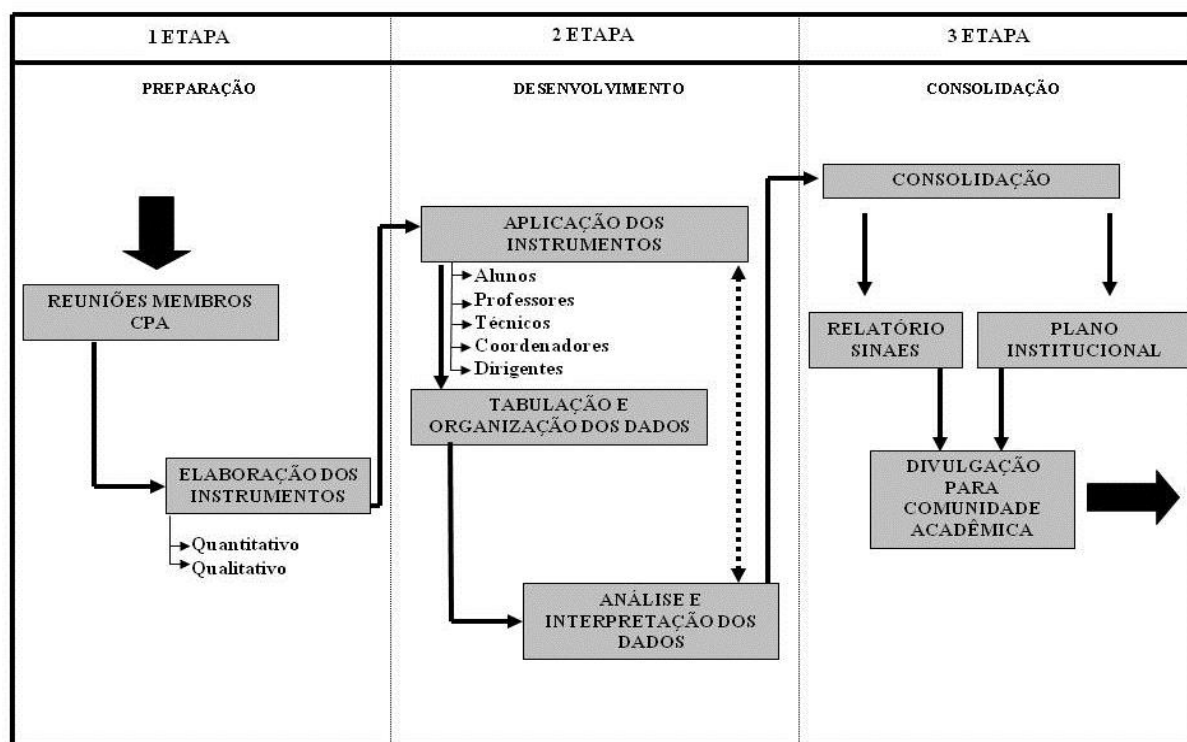 1 ETAPA
2 ETAPA
3 ETAPA
PREPARAÇÃO
DESENVOLVIMENTO
CONSOLIDAÇÃO
REUNIÕES MEMBROS
CPA
ELABORAÇÃO DOS
INSTRUMENTOS
Quantitativo
Qualitativo
APLICAÇÃO DOS
INSTRUMENTOS
Alunos
Professores
Técnicos
Coordenadores
Dirigentes
TABULAÇÃO E
ORGANIZAÇÃO DOS DADOS
ANÁLISE E
INTERPRETAÇÃO DOS
DADOS
CONSOLIDAÇÃO
RELATÓRIO
SINAES
PLANO
INSTITUCIONAL
DIVULGAÇÃO
PARA
COMUNIDADE
ACADÊMICA